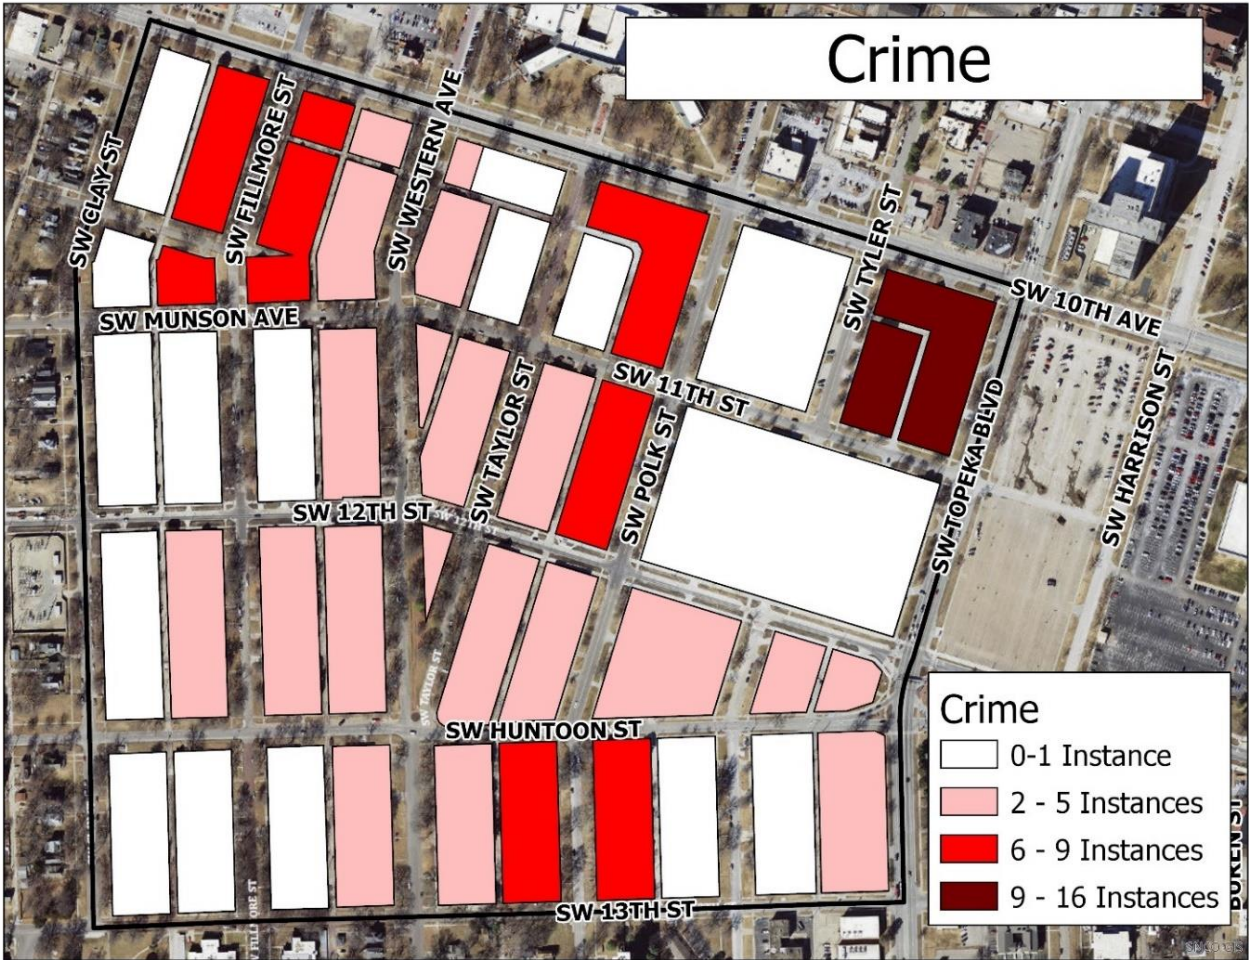 Crime
SW CLAY ST
SW FILLMORE ST
SW WESTERN AVE
SW TYLER ST
SW 10TH AVE
SW MUNSON AVE
SW 11TH ST
SW TAYLOR ST
SW POLK ST
SW TOPEKA BLVD
SW HARRISON ST
SW 12TH ST
SW 12TH ST
SW TAYLOR ST
SW HUNTOON ST
SW 13TH ST
Crime
0-1 Instance
2 - 5 Instances
6 - 9 Instances
9 - 16 Instances